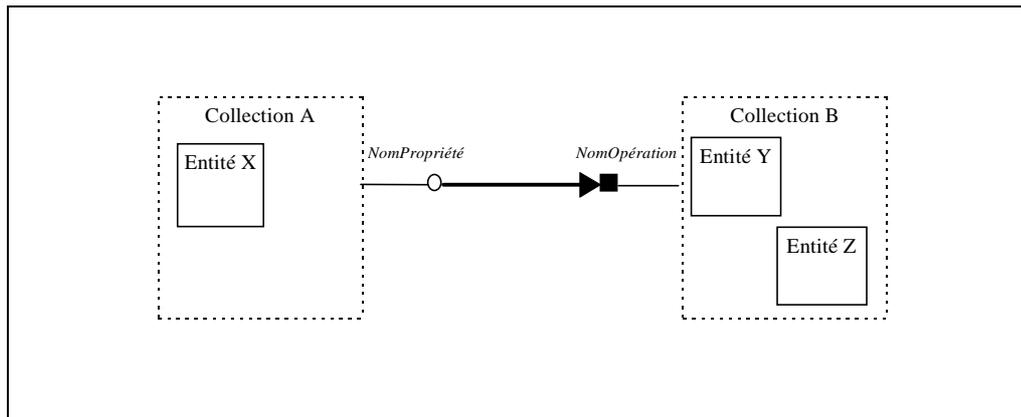 Collection A
Collection B
Entité X
NomPropriété
NomOpération
Entité Y
Entité Z